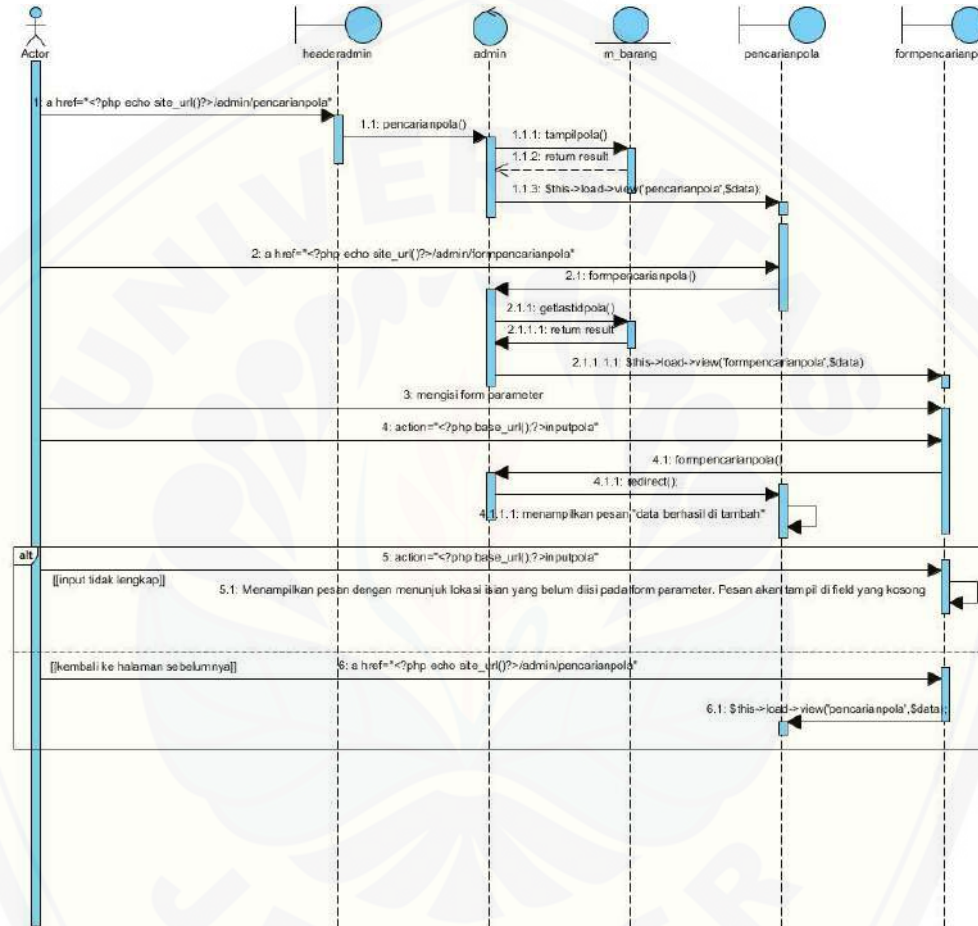 Actor
headeradmin
admin
m_barang
pencarianpola
formpencarianp
1: a href="<?php echo site_url()?>/admin/pencarianpola"
1.1: pencarianpola()
1.1.1: tampilpola()
1.1.2: return result
1.1.3: $this->load->view('pencarianpola',$data);
2: a href="<?php echo site_url()?>/admin/formpencarianpola"
2.1: formpencarianpola()
2.1.1: getlastidpola()
2.1.1.1: return result
2.1.1.1.1: $this->load->view('formpencarianpola',$data)
3: mengisi form parameter
4: action="<?php base_url();?>inputpola"
4.1: formpencarianpola()
4.1.1: redirect();
4.1.1.1: menampilkan pesan "data berhasil di tambah"
alt
5: action="<?php base_url();?>inputpola"
[[input tidak lengkap]]
5.1: Menampilkan pesan dengan menunjuk lokasi isian yang belum diisi pada form parameter. Pesan akan tampil di field yang kosong
[[kembali ke halaman sebelumnya]]
6: a href="<?php echo site_url()?>/admin/pencarianpola"
6.1: $this->load->view('pencarianpola',$data);
UNIVERSITAS
JEMBER